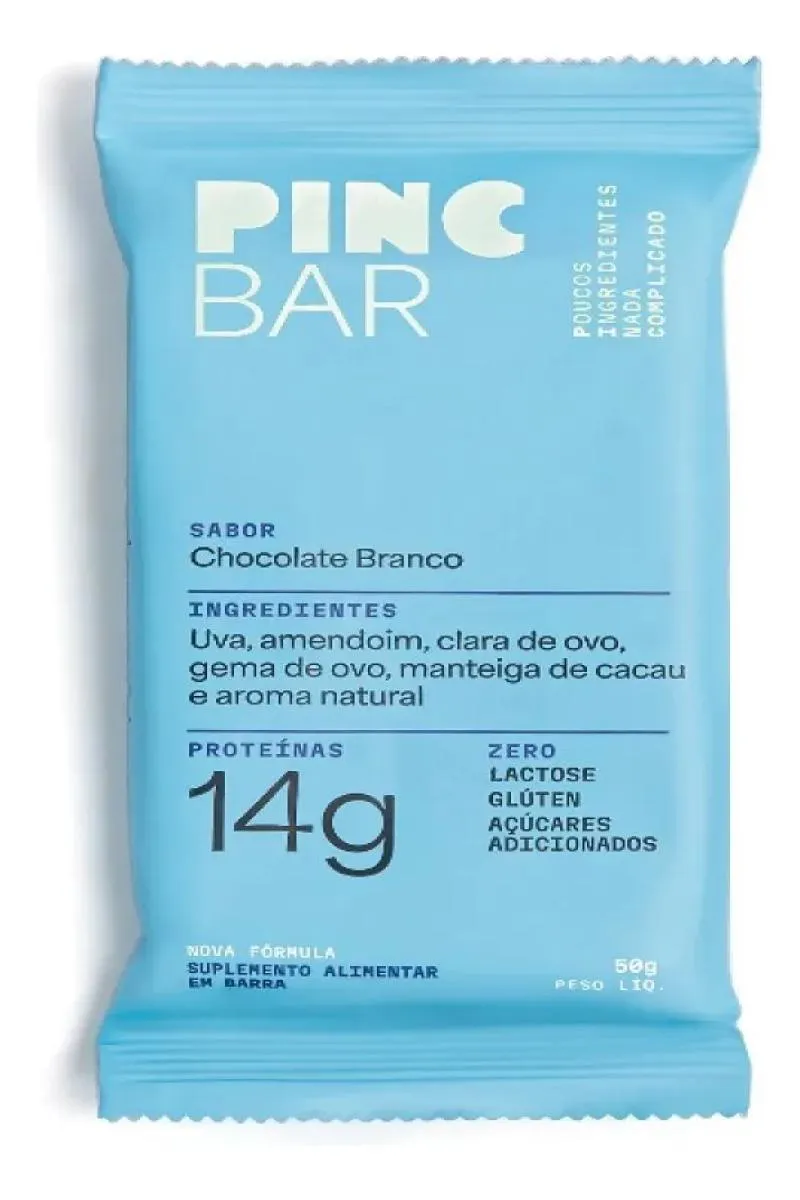 PINC
BAR
POUCOS
INGREDIENTES
NADA
COMPLICADO
SABOR
Chocolate Branco
INGREDIENTES
Uva, amendoim, clara de ovo,
gema de ovo, manteiga de cacau
e aroma natural
PROTEÍNAS
14g
ZERO
LACTOSE
GLÚTEN
AÇÚCARES
ADICIONADOS
NOVA FÓRMULA
SUPLEMENTO ALIMENTAR
EM BARRA
50g
PESO LÍQ.